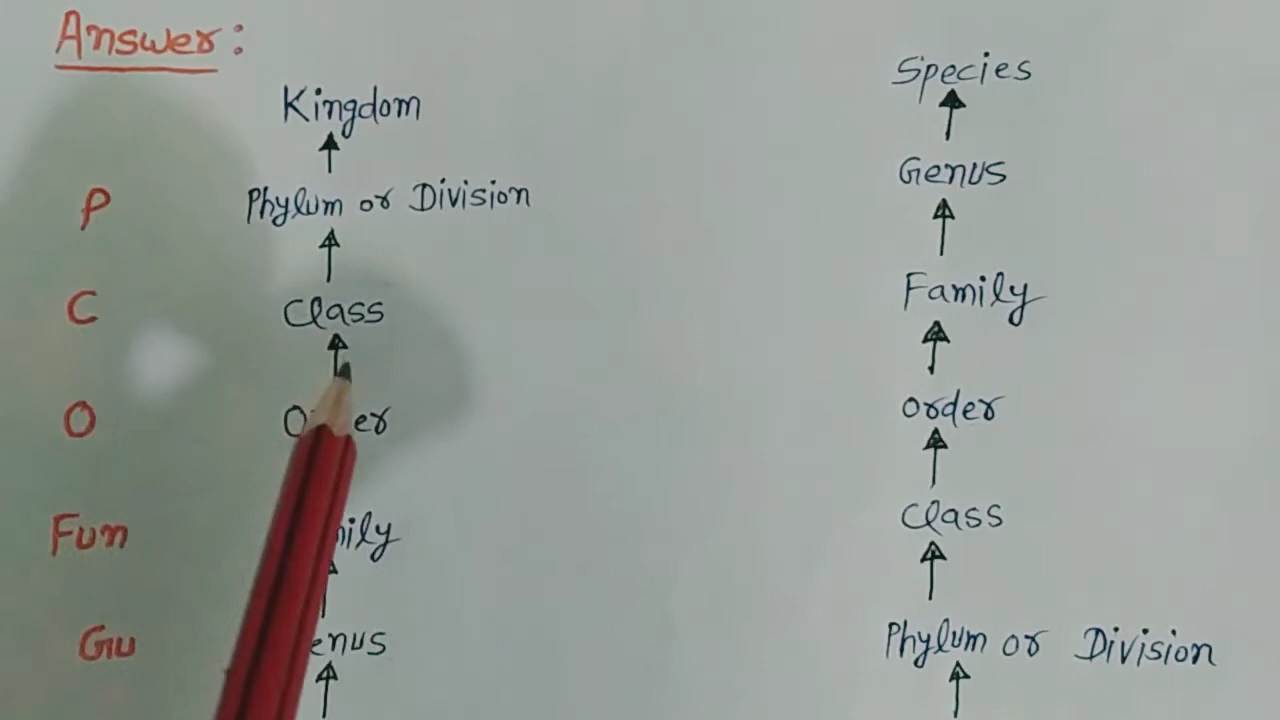 Answer:
Kingdom
P Phylum or Division
C Class
O
Fun
Gu
Species
Genus
Family
Order
Class
Phylum or Division